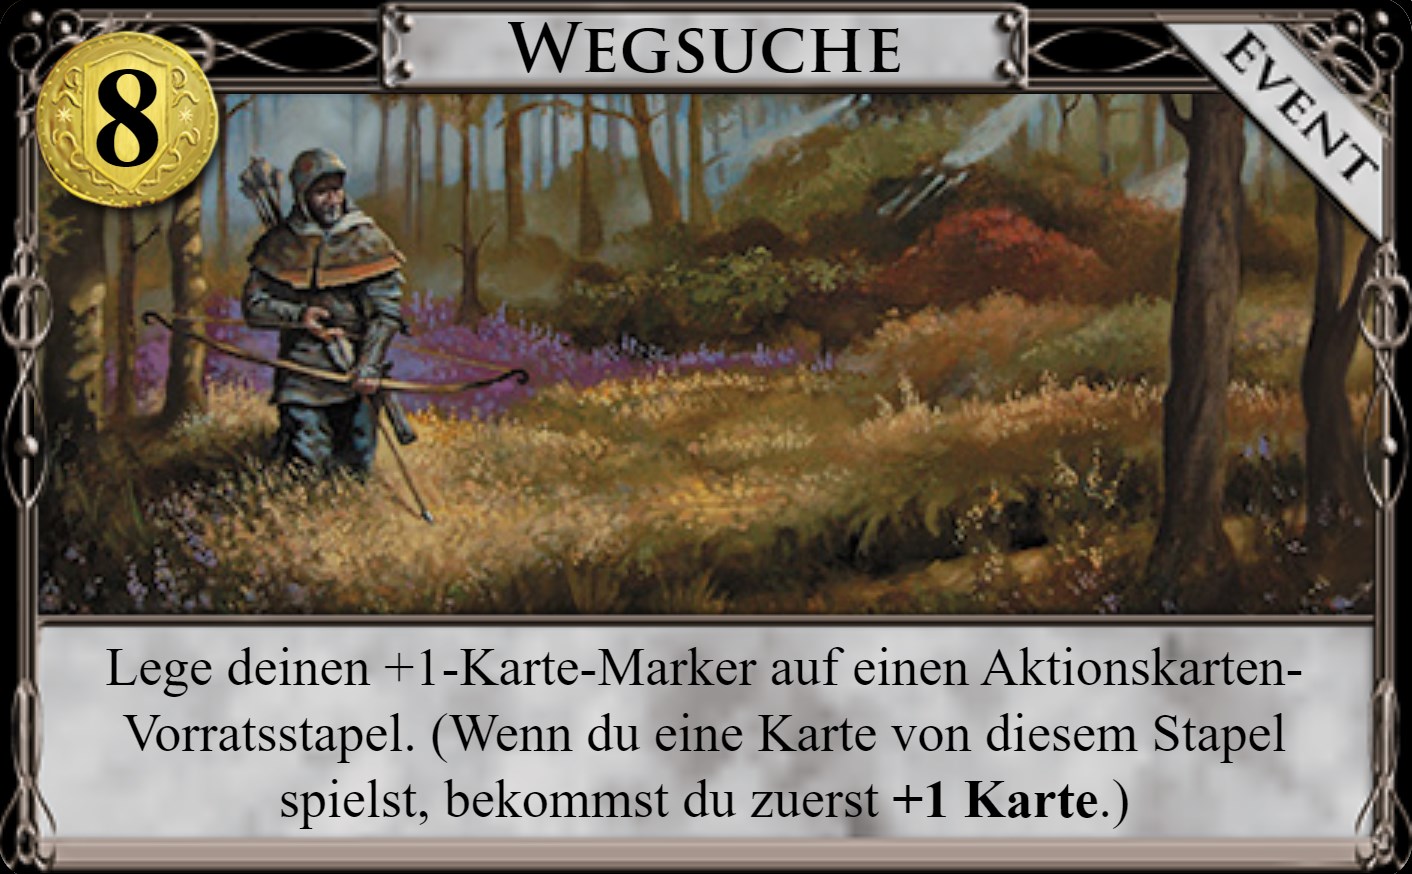 WEGSUCHE
8
EVENT
Lege deinen +1-Karte-Marker auf einen Aktionskarten-
Vorratsstapel. (Wenn du eine Karte von diesem Stapel
spielst, bekommst du zuerst +1 Karte.)